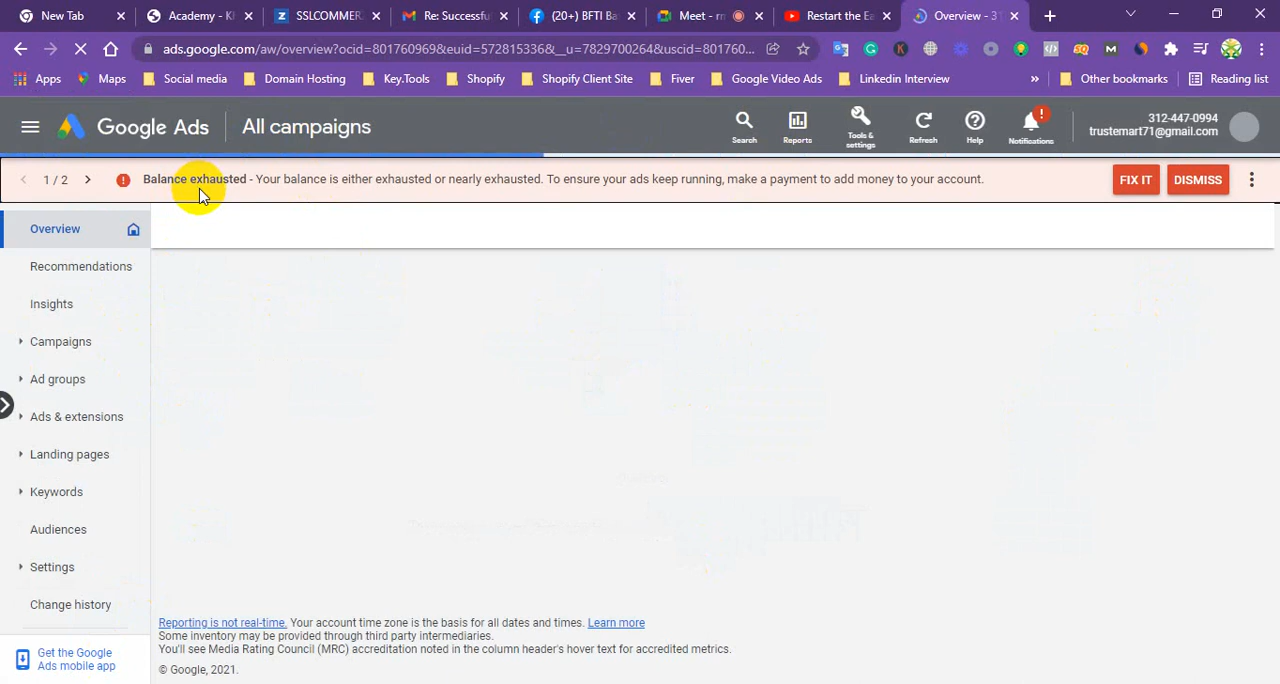 New Tab
Academy - Kl
SSLCOMMER
Re: Successfu
(20+) BFTI Ba
Meet - rm
Restart the Ea
Overview - 31
ads.google.com/aw/overview?ocid=801760969&euid=572815336&__u=7829700264&uscid=801760...
Apps
Maps
Social media
Domain Hosting
Key.Tools
Shopify
Shopify Client Site
Fiver
Google Video Ads
Linkedin Interview
»
Other bookmarks
Reading list
Google Ads
All campaigns
Search
Reports
Tools & settings
Refresh
Help
Notifications
312-447-0994
trustemart71@gmail.com
1 / 2
Balance exhausted - Your balance is either exhausted or nearly exhausted. To ensure your ads keep running, make a payment to add money to your account.
FIX IT
DISMISS
Overview
Recommendations
Insights
Campaigns
Ad groups
Ads & extensions
Landing pages
Keywords
Audiences
Settings
Change history
Get the Google
Ads mobile app
Reporting is not real-time. Your account time zone is the basis for all dates and times. Learn more
Some inventory may be provided through third party intermediaries.
You'll see Media Rating Council (MRC) accreditation noted in the column header's hover text for accredited metrics.
© Google, 2021.